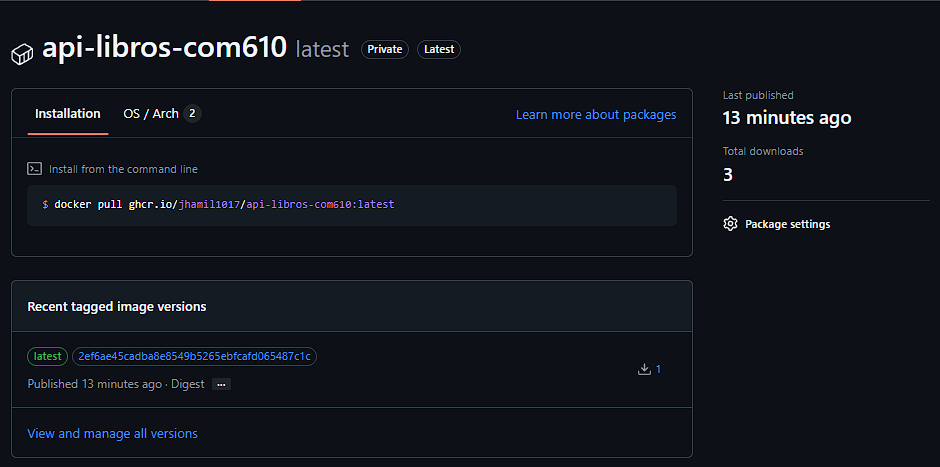 api-libros-com610 latest Private Latest
Installation OS / Arch 2 Learn more about packages
Install from the command line
$ docker pull ghcr.io/jhamil1017/api-libros-com610:latest
Recent tagged image versions
latest 2ef6ae45cadba8e8549b5265ebfcafd065487c1c
Published 13 minutes ago · Digest ...
1
View and manage all versions
Last published
13 minutes ago
Total downloads
3
Package settings